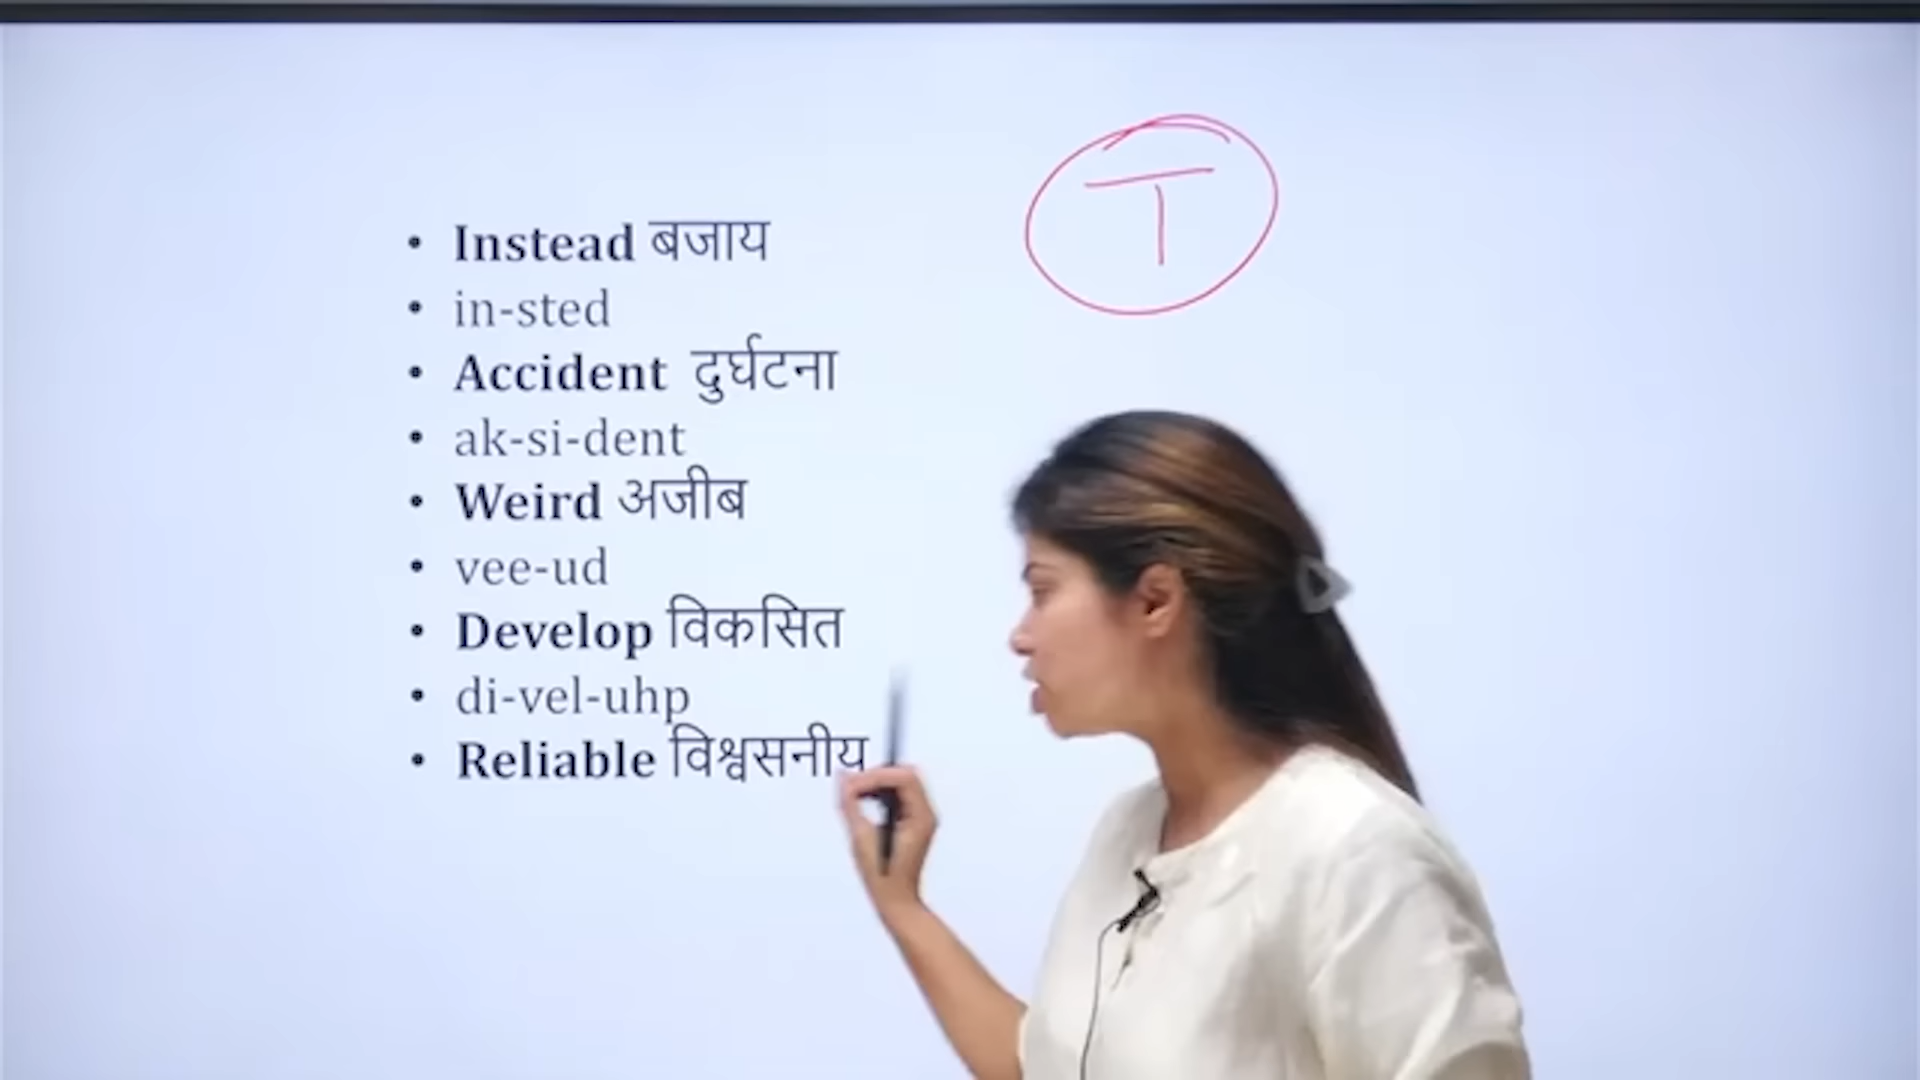 T
• Instead बजाय
• in-sted
• Accident दुर्घटना
• ak-si-dent
• Weird अजीब
• vee-ud
• Develop विकसित
• di-vel-uhp
• Reliable विश्वसनीय